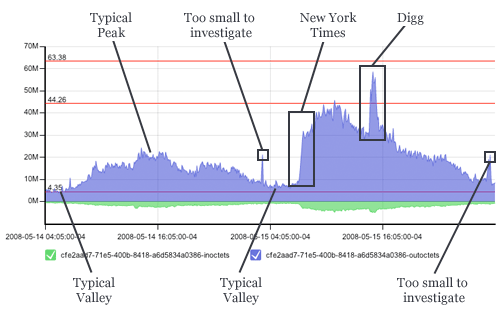 Typical
Peak
Too small to
investigate
New York
Times
Digg
70M
63.38
60M
50M
44.26
40M
30M
20M
10M
4.35
0M
2008-05-14 04:05:00-04
2008-05-14 16:05:00-04
2008-05-15 04:05:00-04
2008-05-15 16:05:00-04
cfe2aad7-71e5-400b-8418-a6d5834a0386-inoctets
cfe2aad7-71e5-400b-8418-a6d5834a0386-outoctets
Typical
Valley
Typical
Valley
Too small to
investigate